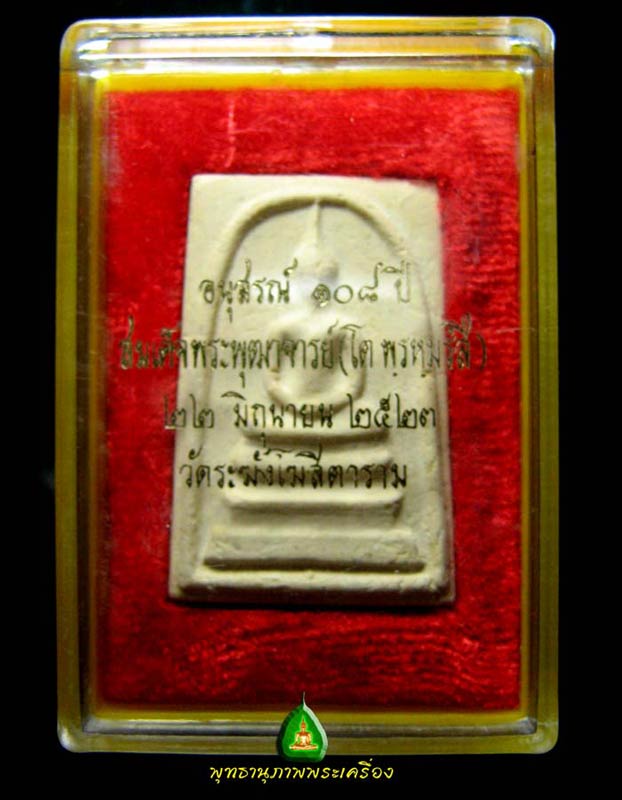 อนุสรณ์ ๑๐๘ ปี
สมเด็จพระพุฒาจารย์(โต พฺรหฺมรํสี)
๒๒ มิถุนายน ๒๕๒๓
วัดระฆังโฆสิตาราม
พุทธานุภาพพระเครื่อง